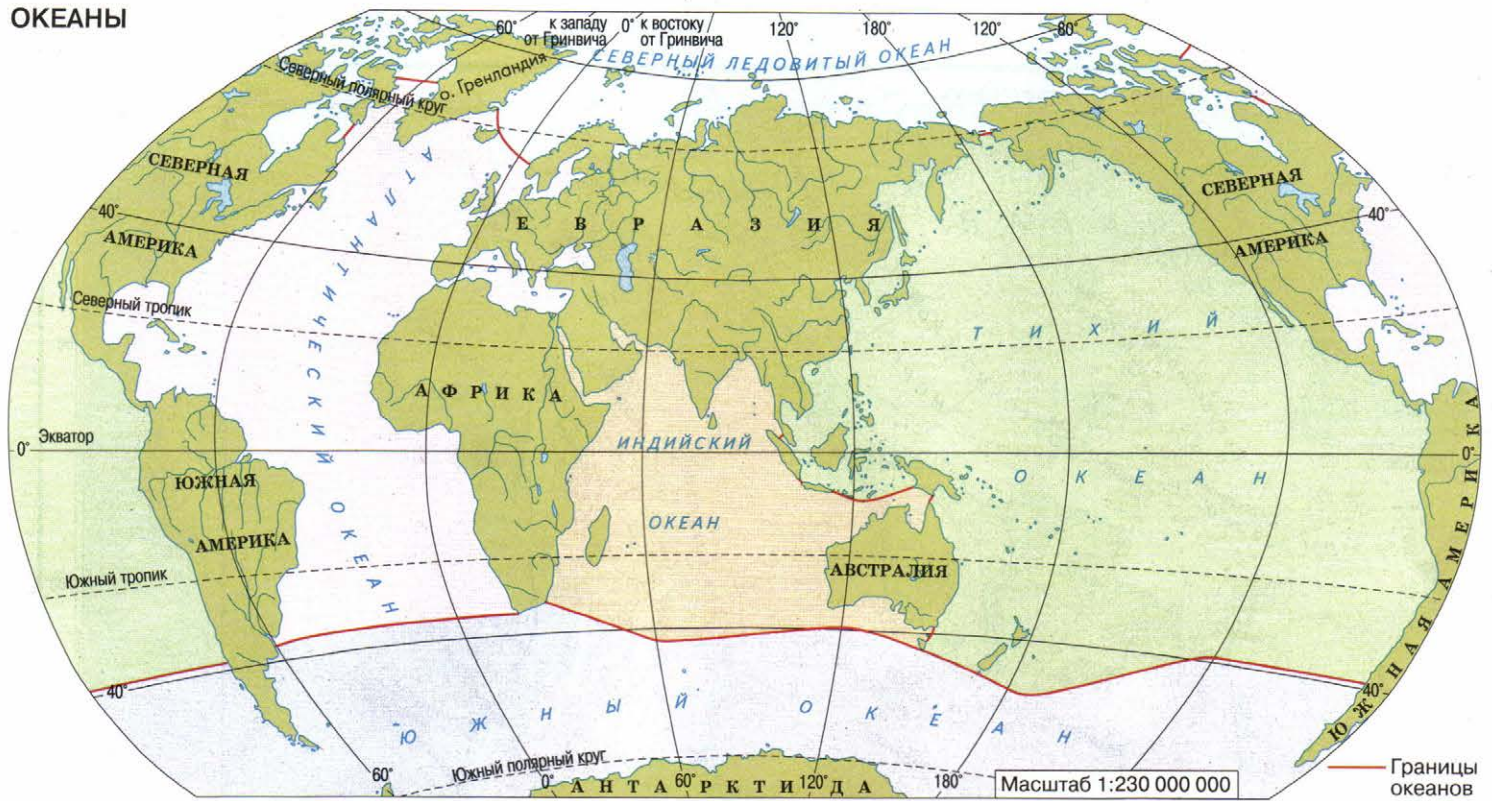 ОКЕАНЫ
60° к западу от Гринвича 0° к востоку от Гринвича 120° 180° 120° 80°
СЕВЕРНЫЙ ЛЕДОВИТЫЙ ОКЕАН
о. Гренландия
Северный полярный круг
СЕВЕРНАЯ
АМЕРИКА
40°
ЕВРАЗИЯ
СЕВЕРНАЯ
АМЕРИКА
40°
АТЛАНТИЧЕСКИЙ ОКЕАН
Северный тропик
ТИХИЙ
АФРИКА
0° Экватор
ИНДИЙСКИЙ
0°
ЮЖНАЯ
АМЕРИКА
ОКЕАН
ОКЕАН
АВСТРАЛИЯ
Южный тропик
ЮЖНАЯ АМЕРИКА
40°
40°
ЮЖНЫЙ ОКЕАН
Южный полярный круг
60° 0° 60° 120° 180°
АНТАРКТИДА
Масштаб 1:230 000 000
Границы
океанов